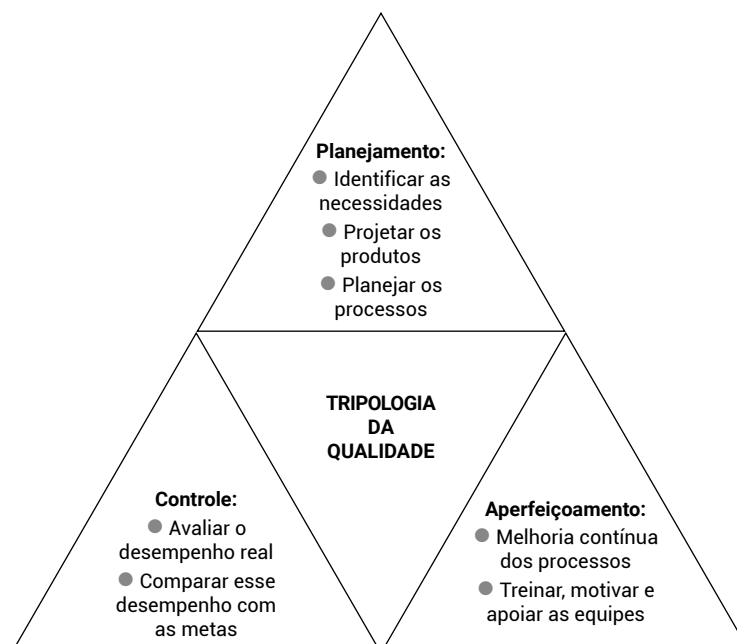 Planejamento:
● Identificar as
necessidades
● Projetar os
produtos
● Planejar os
processos
TRIPOLOGIA
DA
QUALIDADE
Controle:
● Avaliar o
desempenho real
● Comparar esse
desempenho com
as metas
Aperfeiçoamento:
● Melhoria contínua
dos processos
● Treinar, motivar e
apoiar as equipes